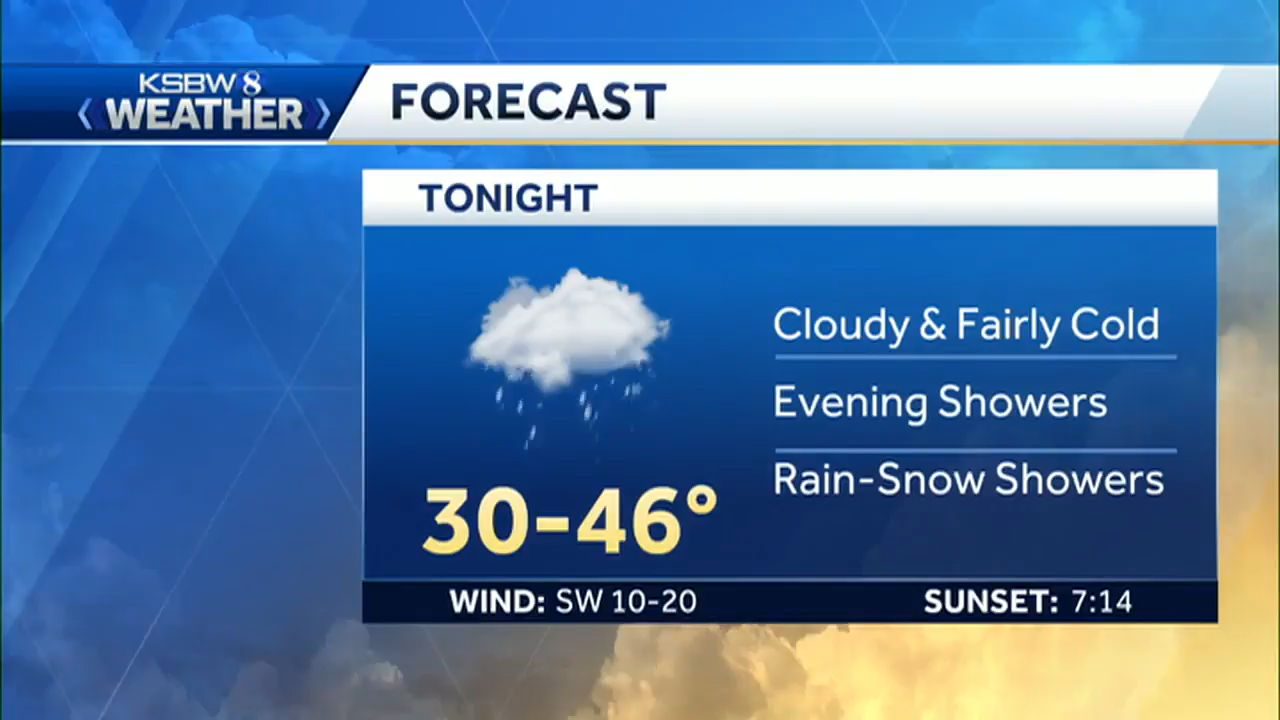 KSBW 8
WEATHER
FORECAST
TONIGHT
Cloudy & Fairly Cold
Evening Showers
Rain-Snow Showers
30-46°
WIND: SW 10-20
SUNSET: 7:14